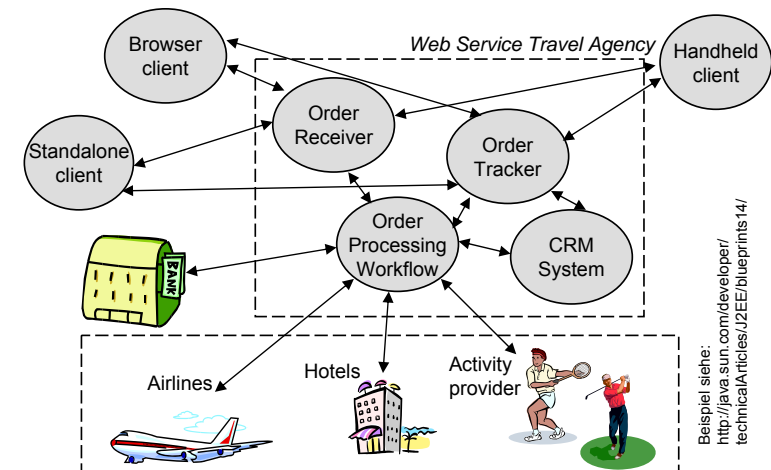 Browser
client
Web Service Travel Agency
Handheld
client
Order
Receiver
Order
Tracker
Standalone
client
Order
Processing
Workflow
CRM
System
BANK
Airlines
Hotels
Activity
provider
Beispiel siehe:
http://java.sun.com/developer/
technicalArticles/J2EE/blueprints14/